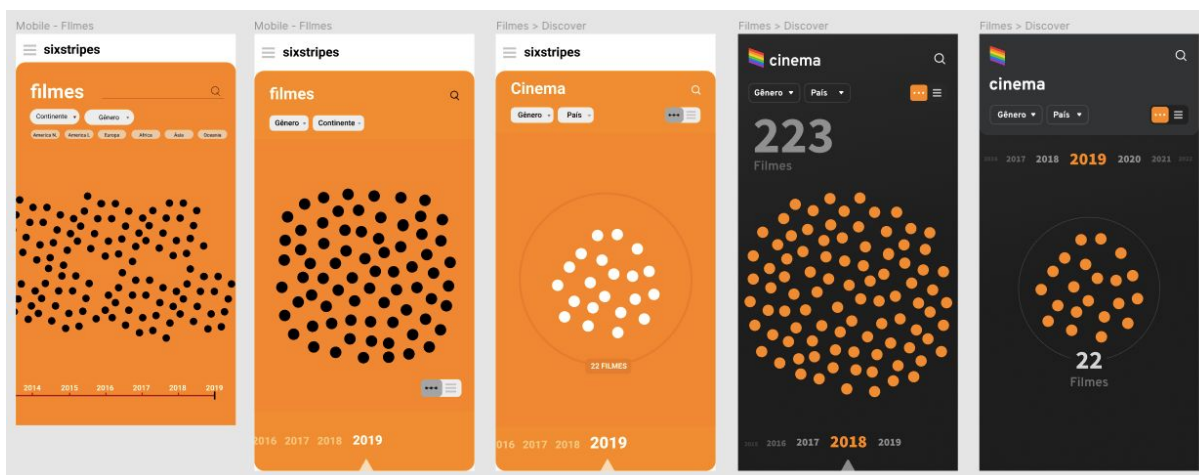 Mobile - FIlmes
sixstripes
filmes
Continente
Gênero
America N.
America L
Europa
Africa
Ásia
Oceania
2014 2015 2016 2017 2018 2019
Mobile - FIlmes
sixstripes
filmes
Gênero
Continente
2016 2017 2018 2019
Filmes > Discover
sixstripes
Cinema
Gênero
País
22 FILMES
2016 2017 2018 2019
Filmes > Discover
cinema
Gênero
País
223
Filmes
2016 2017 2018 2019
Filmes > Discover
cinema
Gênero
País
2017 2018 2019 2020 2021
22
Filmes